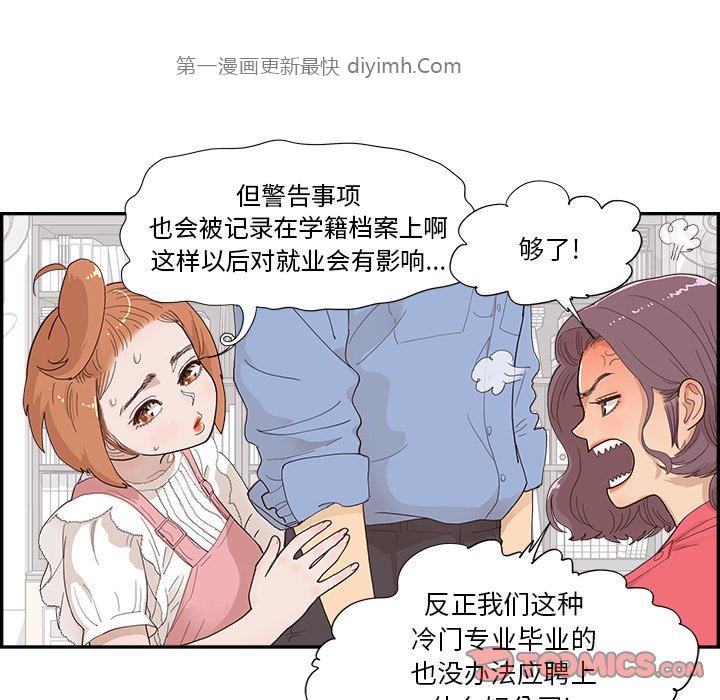 第一漫画更新最快 diyimh.Com
但警告事项
也会被记录在学籍档案上啊
这样以后对就业会有影响...
够了!
反正我们这种
冷门专业毕业的
也没办法应聘上
TOOMICS.COM